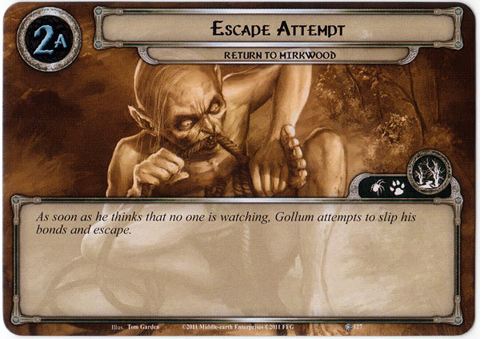 2A
Escape Attempt
Return to Mirkwood
As soon as he thinks that no one is watching, Gollum attempts to slip his
bonds and escape.
Illus. Tom Garden ©2011 Middle-earth Enterprises ©2011 FFG 127